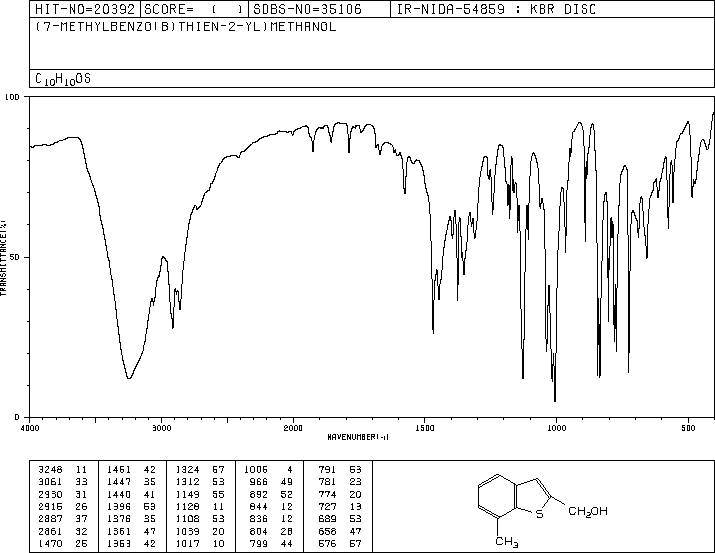 HIT-NO=20392 SCORE= ( ) SDBS-NO=35106 IR-NIDA-54859 : KBR DISC
(7-METHYLBENZO(B)THIEN-2-YL)METHANOL
C10H10OS
100
50
0
TRANSMITTANCE(%)
4000 3000 2000 1500 1000 500
WAVENUMBER(-1)
3248 11 1461 42 1324 67 1006 4 791 53
3061 33 1447 35 1312 53 966 49 781 23
2930 31 1440 41 1149 55 892 52 774 20
2915 26 1396 53 1128 11 844 12 727 13
2887 37 1376 35 1108 53 836 12 689 53
2861 32 1361 47 1039 20 804 28 658 47
1470 25 1353 42 1017 10 799 44 576 57
S
CH2OH
CH3